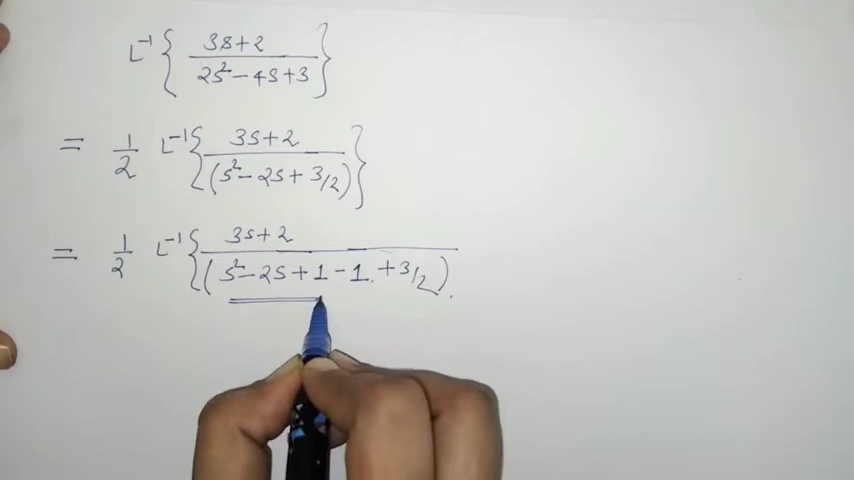 L⁻¹ { (3s+2) / (2s² - 4s + 3) }
= 1/2 L⁻¹ { (3s+2) / (s² - 2s + 3/2) }
= 1/2 L⁻¹ { (3s+2) / (s² - 2s + 1 - 1 + 3/2)